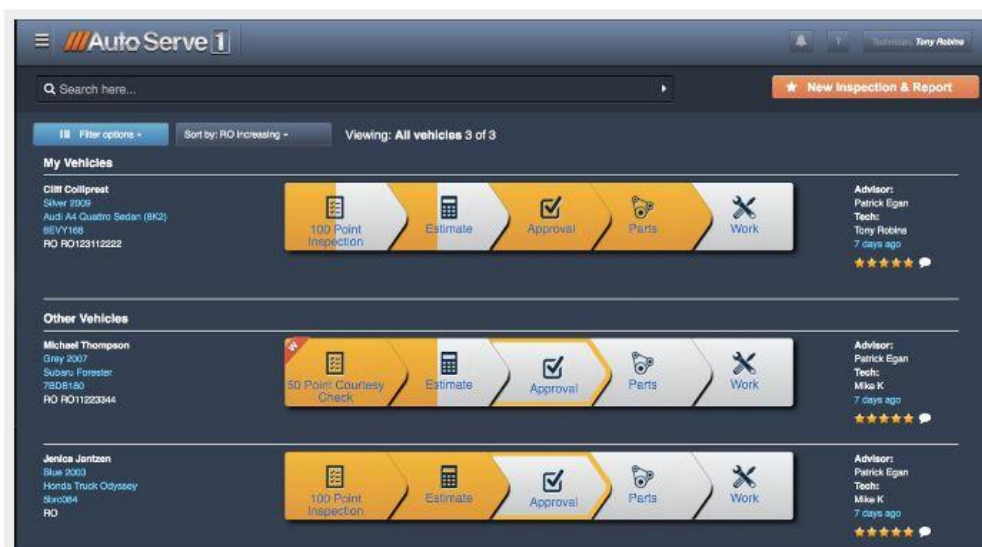 AutoServe1
Technician, Tony Robins
Search here...
New Inspection & Report
Filter options
Sort by: RO Increasing
Viewing: All vehicles 3 of 3
My Vehicles
Cliff Collprest
Silver 2009
Audi A4 Quattro Sedan (8K2)
6EVY168
RO RO123112222
100 Point
Inspection
Estimate
Approval
Parts
Work
Advisor:
Patrick Egan
Tech:
Tony Robins
7 days ago
Other Vehicles
Michael Thompson
Grey 2007
Subaru Forester
7BDB180
RO RO11223344
W
50 Point Courtesy
Check
Estimate
Approval
Parts
Work
Advisor:
Patrick Egan
Tech:
Mike K
7 days ago
Jenica Jantzen
Blue 2003
Honda Truck Odyssey
5brc084
RO
100 Point
Inspection
Estimate
Approval
Parts
Work
Advisor:
Patrick Egan
Tech:
Mike K
7 days ago